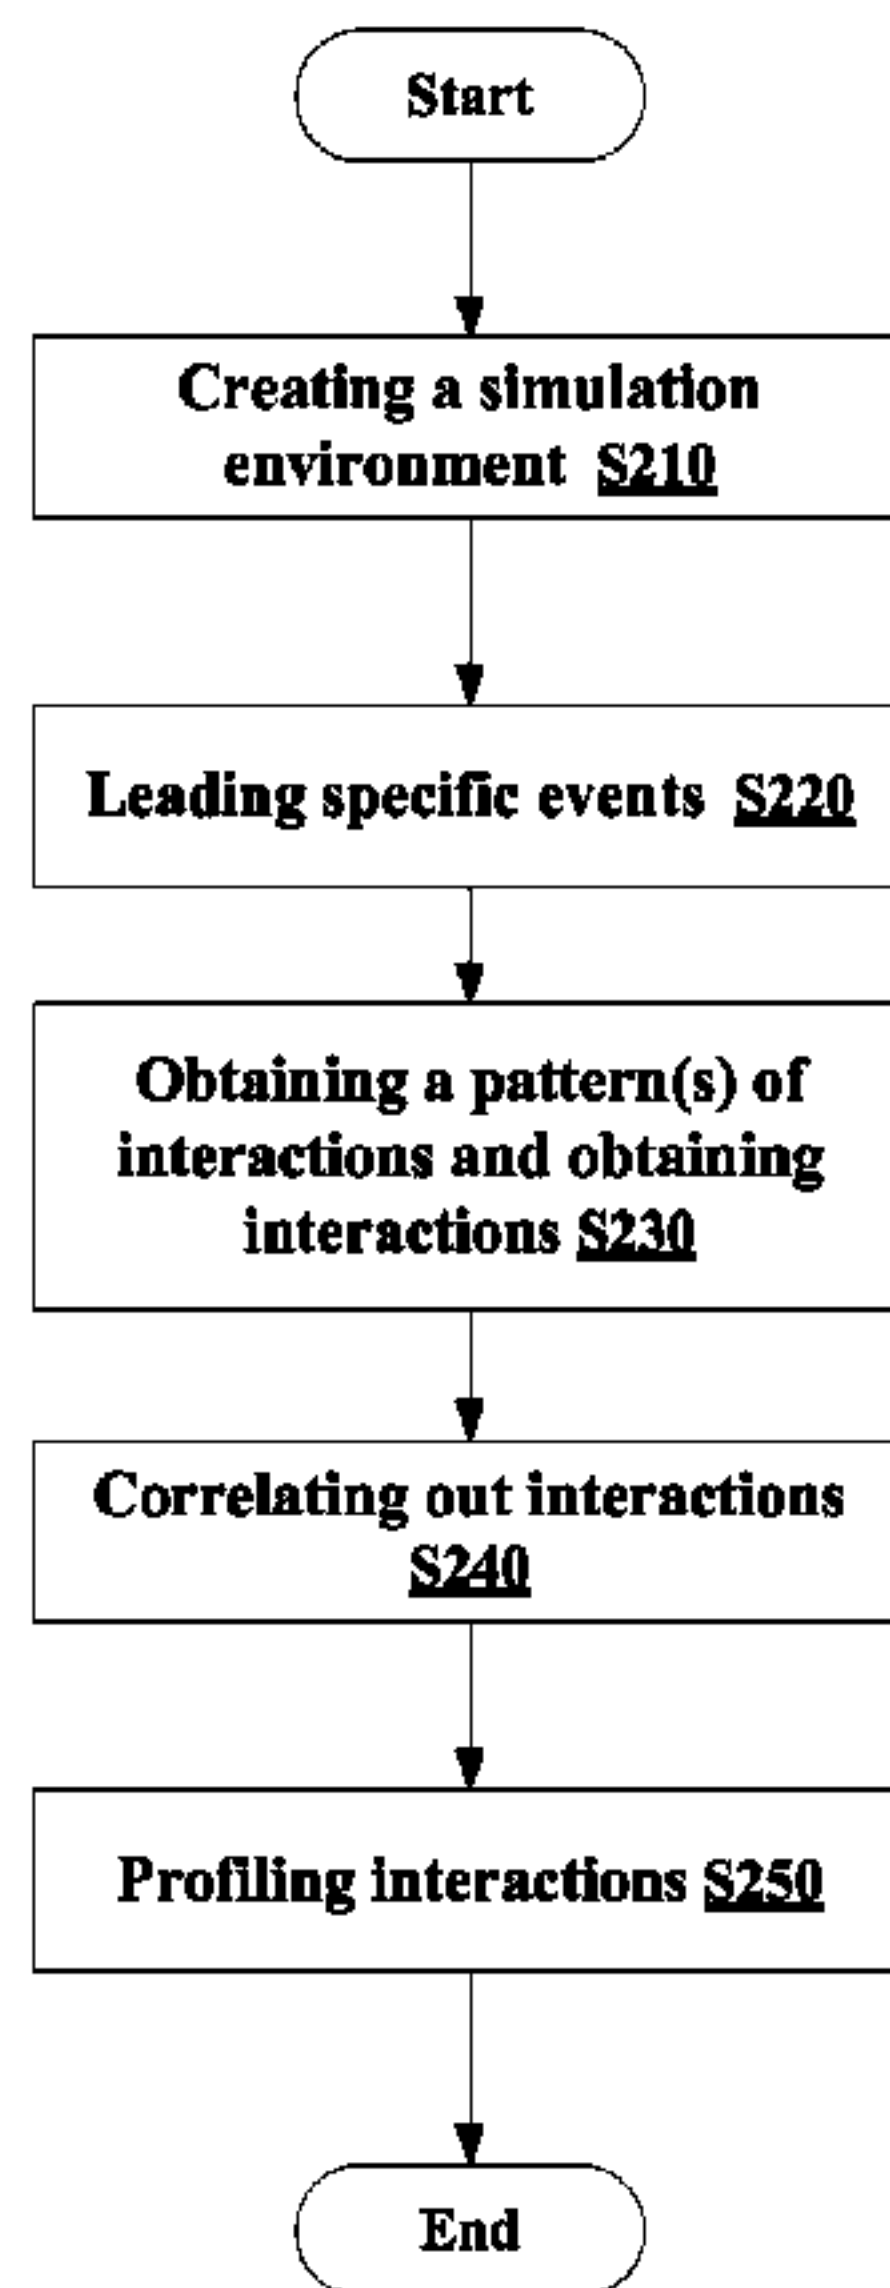 Start
Creating a simulation
environment S210
Leading specific events S220
Obtaining a pattern(s) of
interactions and obtaining
interactions S230
Correlating out interactions
S240
Profiling interactions S250
End